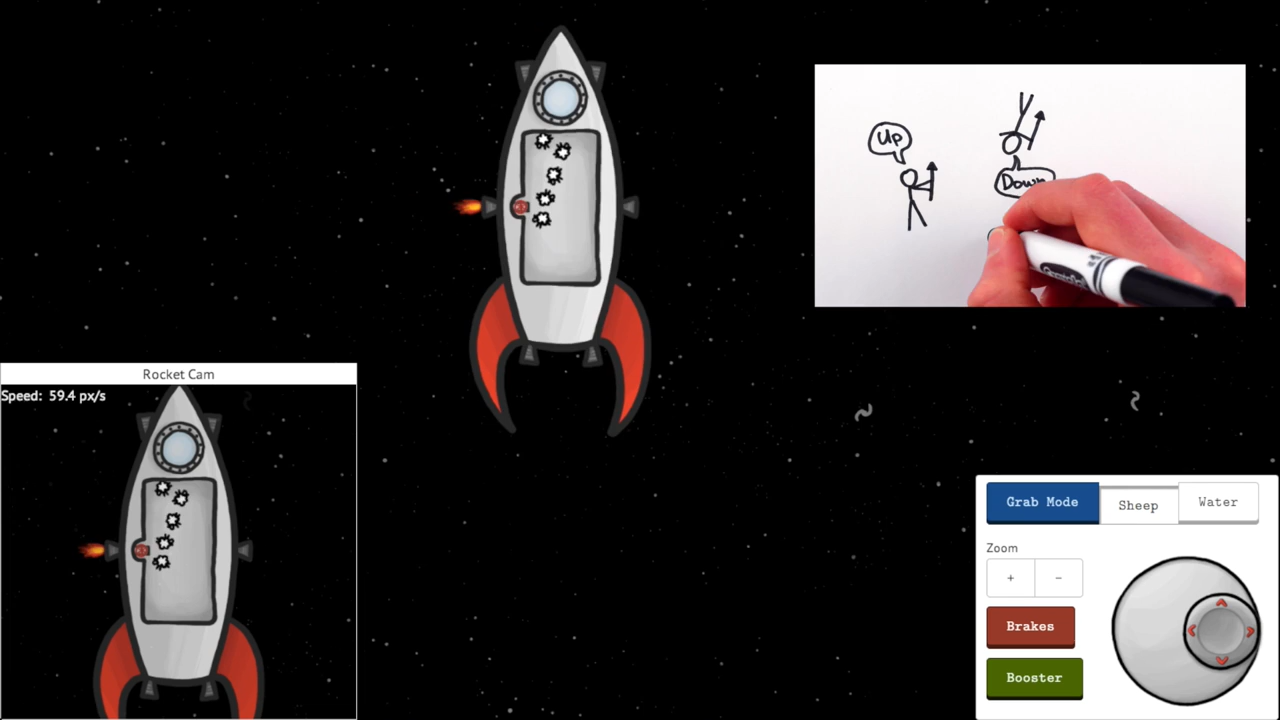 Up
Down
Rocket Cam
Speed: 59.4 px/s
Grab Mode
Sheep
Water
Zoom
+
-
Brakes
Booster